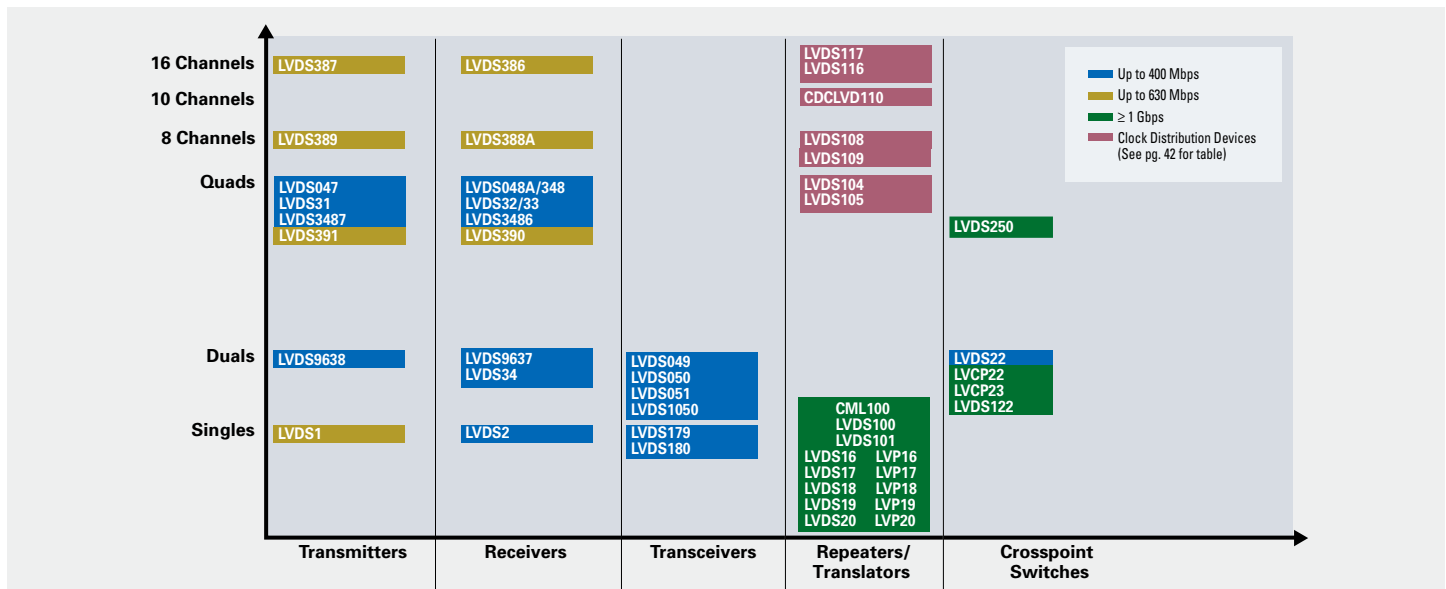 16 Channels
LVDS387
LVDS386
LVDS117
LVDS116
10 Channels
CDCLVD110
8 Channels
LVDS389
LVDS388A
LVDS108
LVDS109
Quads
LVDS047
LVDS31
LVDS3487
LVDS391
LVDS048A/348
LVDS32/33
LVDS3486
LVDS390
LVDS104
LVDS105
LVDS250
Duals
LVDS9638
LVDS9637
LVDS34
LVDS049
LVDS050
LVDS051
LVDS1050
LVDS22
LVCP22
LVCP23
LVDS122
Singles
LVDS1
LVDS2
LVDS179
LVDS180
CML100
LVDS100
LVDS101
LVDS16 LVP16
LVDS17 LVP17
LVDS18 LVP18
LVDS19 LVP19
LVDS20 LVP20
Up to 400 Mbps
Up to 630 Mbps
≥ 1 Gbps
Clock Distribution Devices
(See pg. 42 for table)
Transmitters
Receivers
Transceivers
Repeaters/
Translators
Crosspoint
Switches